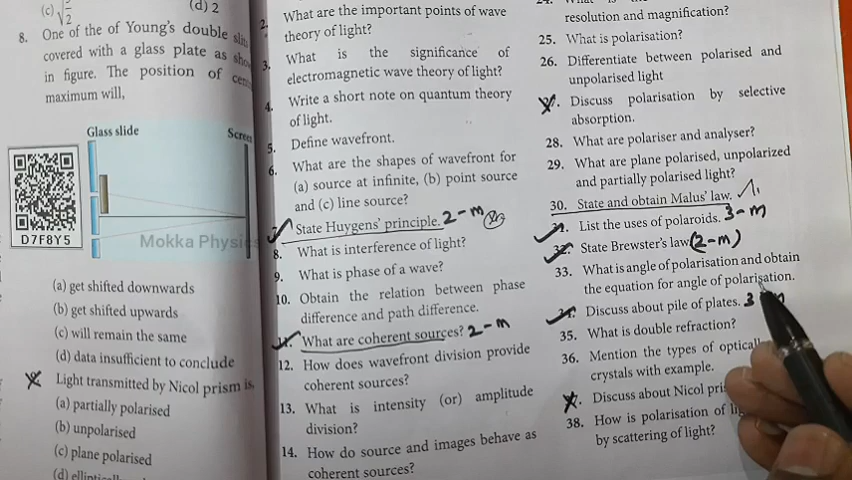 (c) √
2
(d) 2
8. One of the of Young's double slits
covered with a glass plate as
in figure. The position of
maximum will,
Glass slide
Screen
D7F8Y5
Mokka Physics
(a) get shifted downwards
(b) get shifted upwards
(c) will remain the same
(d) data insufficient to conclude
Light transmitted by Nicol prism is,
(a) partially polarised
(b) unpolarised
(c) plane polarised
(d)
2. What are the important points of wave
theory of light?
3. What is the significance of
electromagnetic wave theory of light?
4. Write a short note on quantum theory
of light.
5. Define wavefront.
6. What are the shapes of wavefront for
(a) source at infinite, (b) point source
and (c) line source?
State Huygens' principle. 2-m
8. What is interference of light?
9. What is phase of a wave?
10. Obtain the relation between phase
difference and path difference.
What are coherent sources? 2-m
12. How does wavefront division provide
coherent sources?
13. What is intensity (or) amplitude
division?
14. How do source and images behave as
coherent sources?
resolution and magnification?
25. What is polarisation?
26. Differentiate between polarised and
unpolarised light
Discuss polarisation by selective
absorption.
28. What are polariser and analyser?
29. What are plane polarised, unpolarized
and partially polarised light?
30. State and obtain Malus' law.
List the uses of polaroids. 3-m
State Brewster's law (2-m)
33. What is angle of polarisation and obtain
the equation for angle of polarisation.
Discuss about pile of plates. 3 m
35. What is double refraction?
36. Mention the types of
crystals with example.
Discuss about Nicol
38. How is polarisation of
by scattering of light?